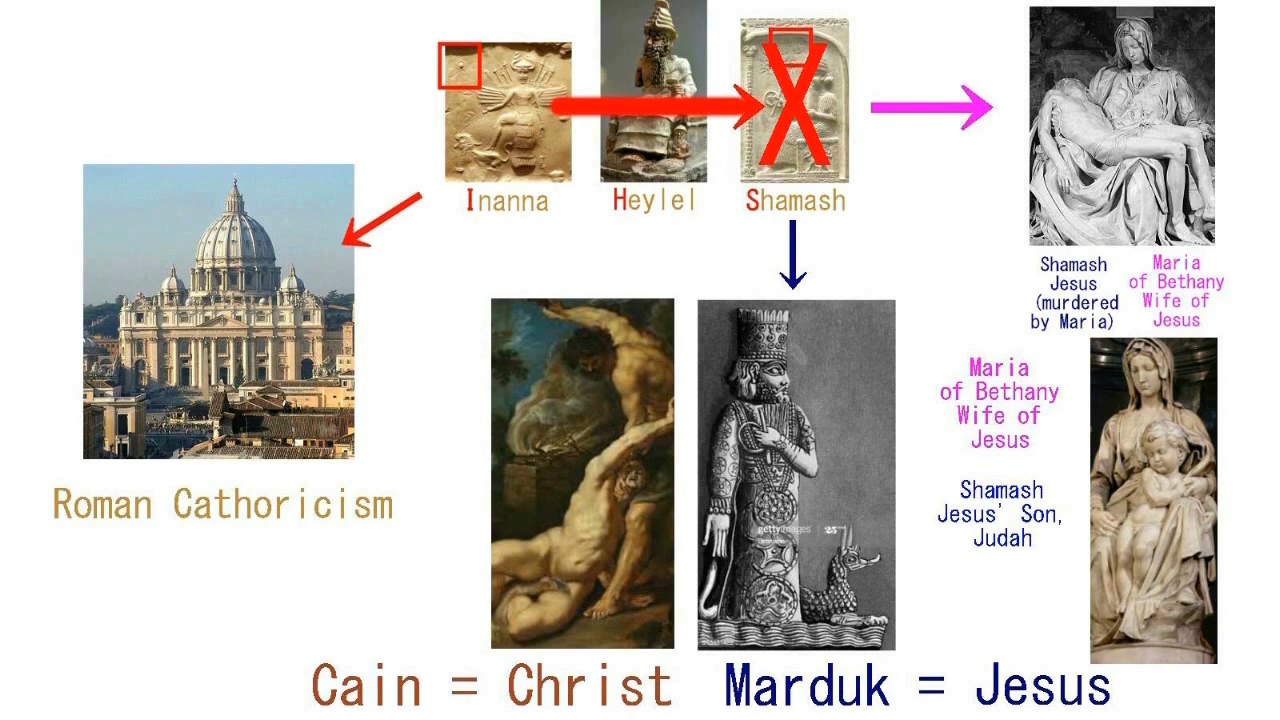 Inanna
Heylel
Shamash
Shamash
Jesus
(murdered
by Maria)
Maria
of Bethany
Wife of
Jesus
Maria
of Bethany
Wife of
Jesus
Shamash
Jesus' Son,
Judah
Roman Cathoricism
gettyimages
Cain = Christ
Marduk = Jesus